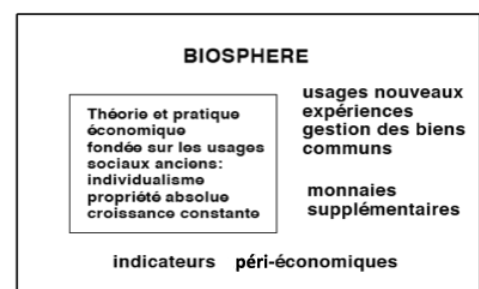 BIOSPHERE
Théorie et pratique
économique
fondée sur les usages
sociaux anciens:
individualisme
propriété absolue
croissance constante
usages nouveaux
expériences
gestion des biens
communs
monnaies
supplémentaires
indicateurs péri-économiques